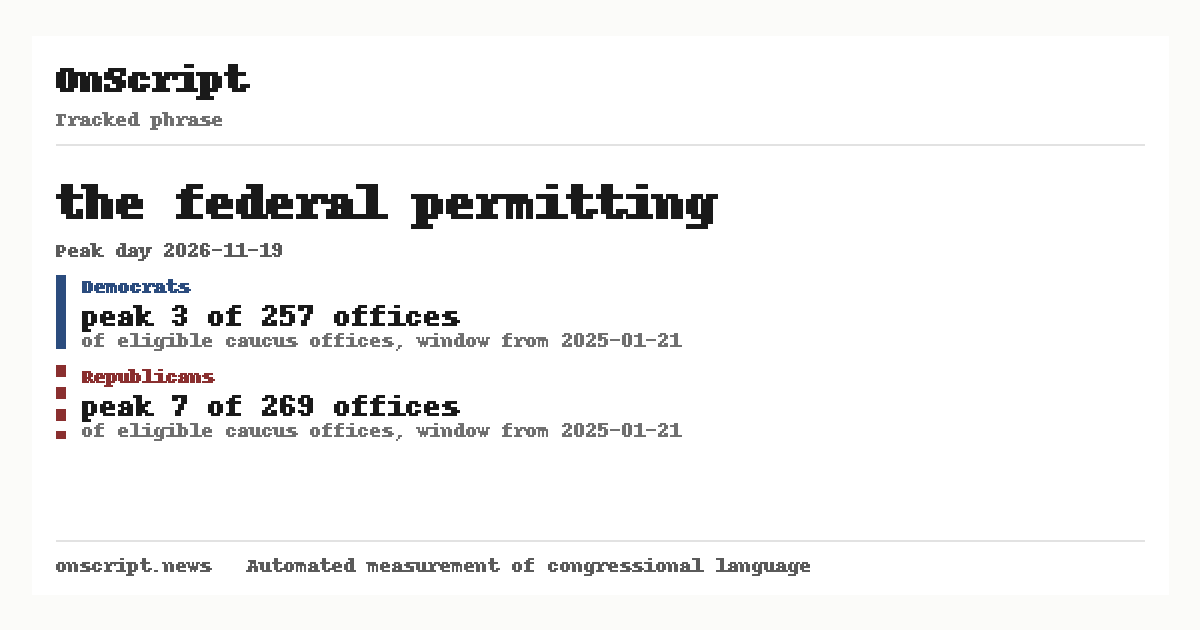 OnScript
Tracked phrase
the federal permitting
Peak day 2026-11-19
Democrats
peak 3 of 257 offices
of eligible caucus offices, window from 2025-01-21
Republicans
peak 7 of 269 offices
of eligible caucus offices, window from 2025-01-21
onscript.news Automated measurement of congressional language